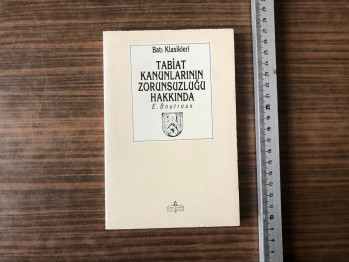 Batı Klasikleri
TABİAT
KANUNLARININ
ZORUNSUZLUĞU
HAKKINDA
E. Boutroux